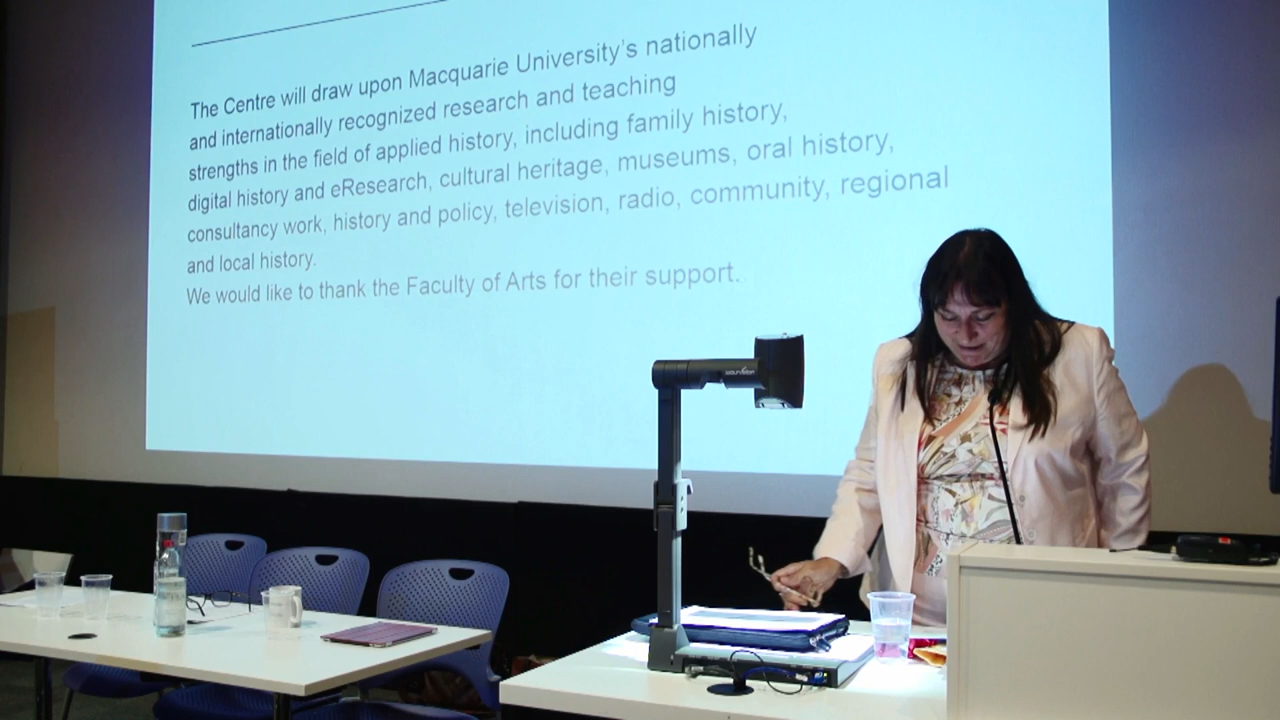 The Centre will draw upon Macquarie University's nationally
and internationally recognized research and teaching
strengths in the field of applied history, including family history,
digital history and eResearch, cultural heritage, museums, oral history,
consultancy work, history and policy, television, radio, community, regional
and local history.
We would like to thank the Faculty of Arts for their support.
WOLFVISION